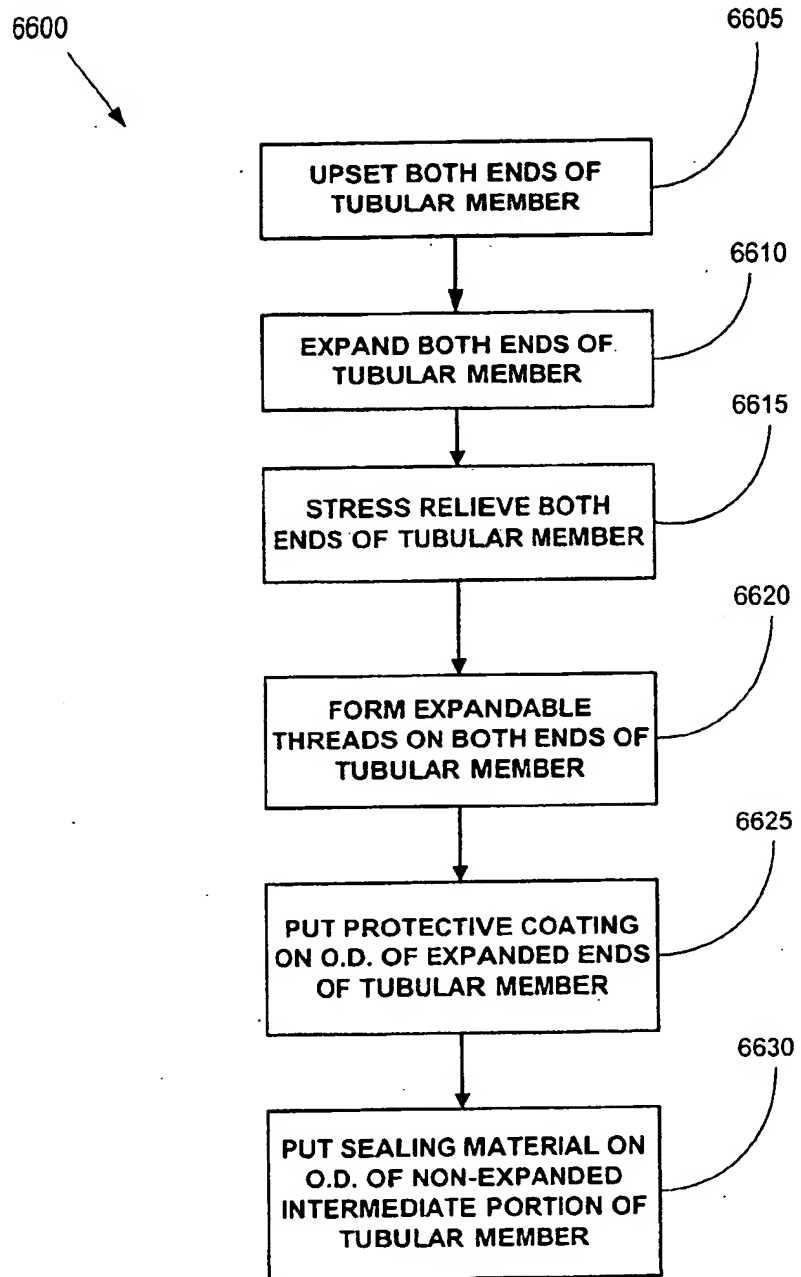 6600
6605
UPSET BOTH ENDS OF
TUBULAR MEMBER
6610
EXPAND BOTH ENDS OF
TUBULAR MEMBER
6615
STRESS RELIEVE BOTH
ENDS OF TUBULAR MEMBER
6620
FORM EXPANDABLE
THREADS ON BOTH ENDS OF
TUBULAR MEMBER
6625
PUT PROTECTIVE COATING
ON O.D. OF EXPANDED ENDS
OF TUBULAR MEMBER
6630
PUT SEALING MATERIAL ON
O.D. OF NON-EXPANDED
INTERMEDIATE PORTION OF
TUBULAR MEMBER